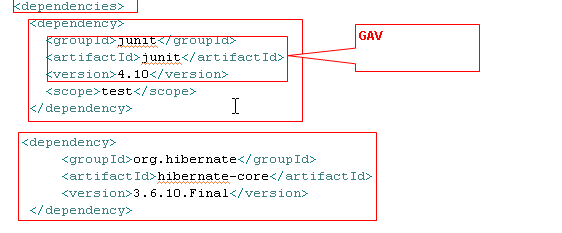 <dependencies>
<dependency>
<groupId>junit</groupId>
GAV
<artifactId>junit</artifactId>
<version>4.10</version>
<scope>test</scope>
</dependency>
<dependency>
<groupId>org.hibernate</groupId>
<artifactId>hibernate-core</artifactId>
<version>3.6.10.Final</version>
</dependency>